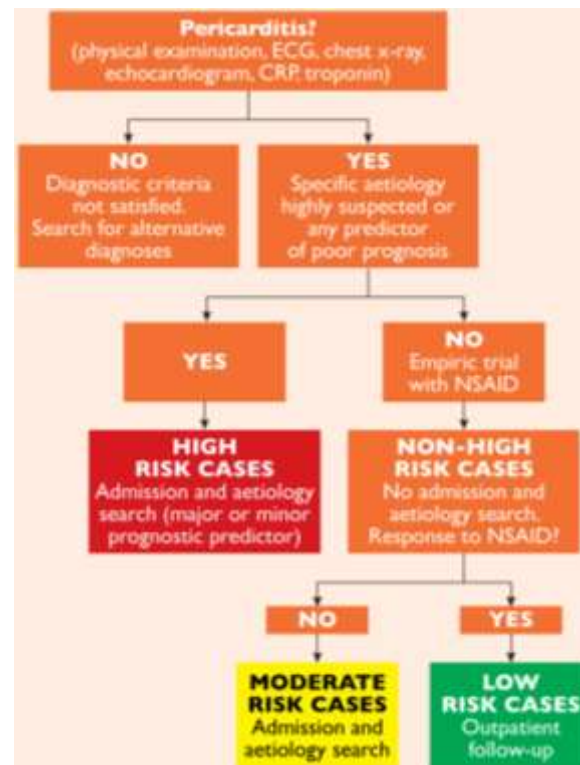 Pericarditis?
(physical examination, ECG, chest x-ray,
echocardiogram, CRP, troponin)
NO
Diagnostic criteria
not satisfied.
Search for alternative
diagnoses
YES
Specific aetiology
highly suspected or
any predictor
of poor prognosis
YES
NO
Empiric trial
with NSAID
HIGH
RISK CASES
Admission and aetiology
search (major or minor
prognostic predictor)
NON-HIGH
RISK CASES
No admission and
aetiology search.
Response to NSAID?
NO
YES
MODERATE
RISK CASES
Admission and
aetiology search
LOW
RISK CASES
Outpatient
follow-up